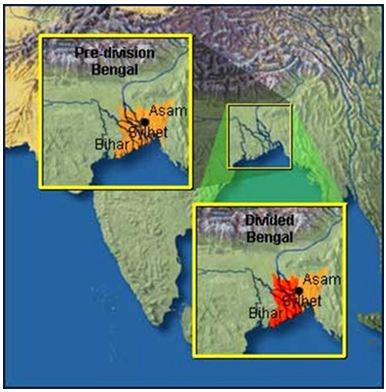 Pre-division
Bengal
Asam
Sylhet
Bihar
Divided
Bengal
Asam
Sylhet
Bihar